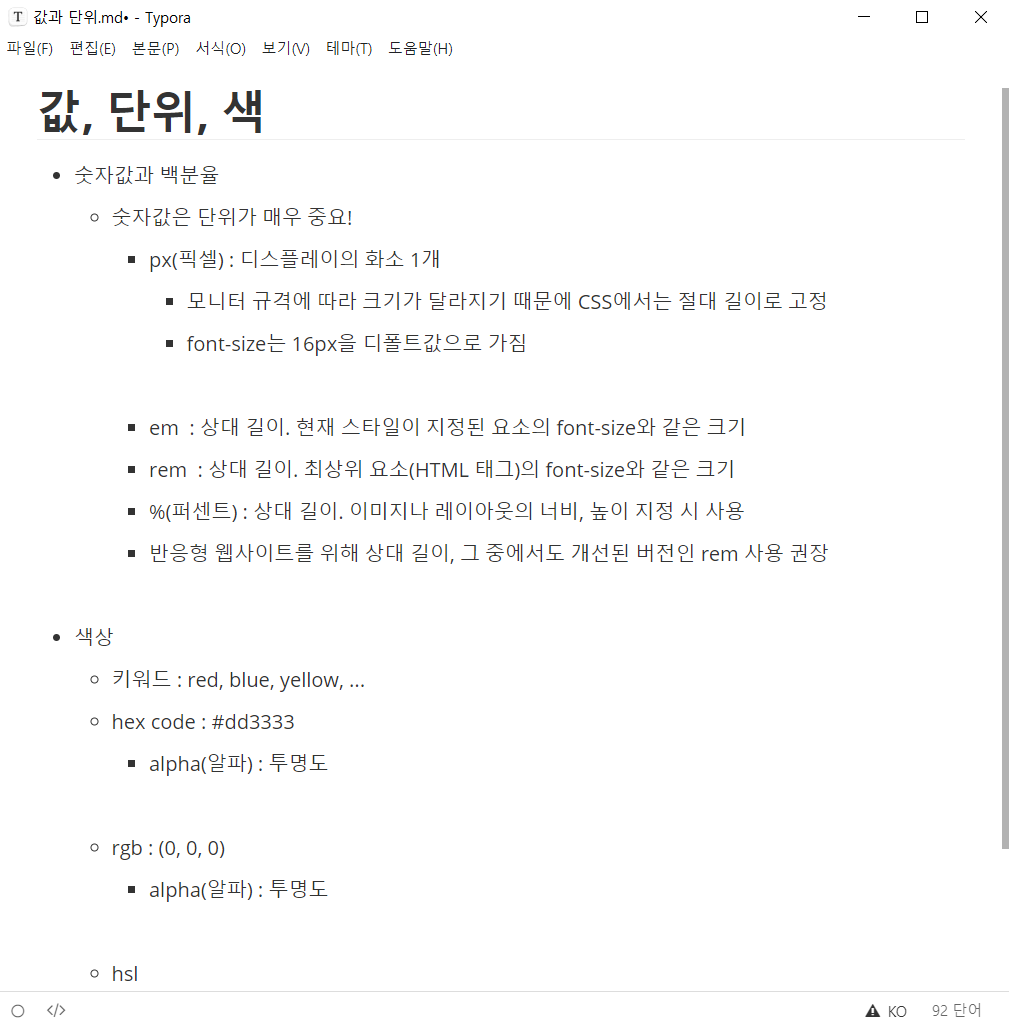 값과 단위.md• - Typora
파일(F) 편집(E) 본문(P) 서식(O) 보기(V) 테마(T) 도움말(H)
값, 단위, 색
숫자값과 백분율
숫자값은 단위가 매우 중요!
px(픽셀) : 디스플레이의 화소 1개
모니터 규격에 따라 크기가 달라지기 때문에 CSS에서는 절대 길이로 고정
font-size는 16px을 디폴트값으로 가짐
em : 상대 길이. 현재 스타일이 지정된 요소의 font-size와 같은 크기
rem : 상대 길이. 최상위 요소(HTML 태그)의 font-size와 같은 크기
%(퍼센트) : 상대 길이. 이미지나 레이아웃의 너비, 높이 지정 시 사용
반응형 웹사이트를 위해 상대 길이, 그 중에서도 개선된 버전인 rem 사용 권장
색상
키워드 : red, blue, yellow, ...
hex code : #dd3333
alpha(알파) : 투명도
rgb : (0, 0, 0)
alpha(알파) : 투명도
hsl
</> KO 92 단어